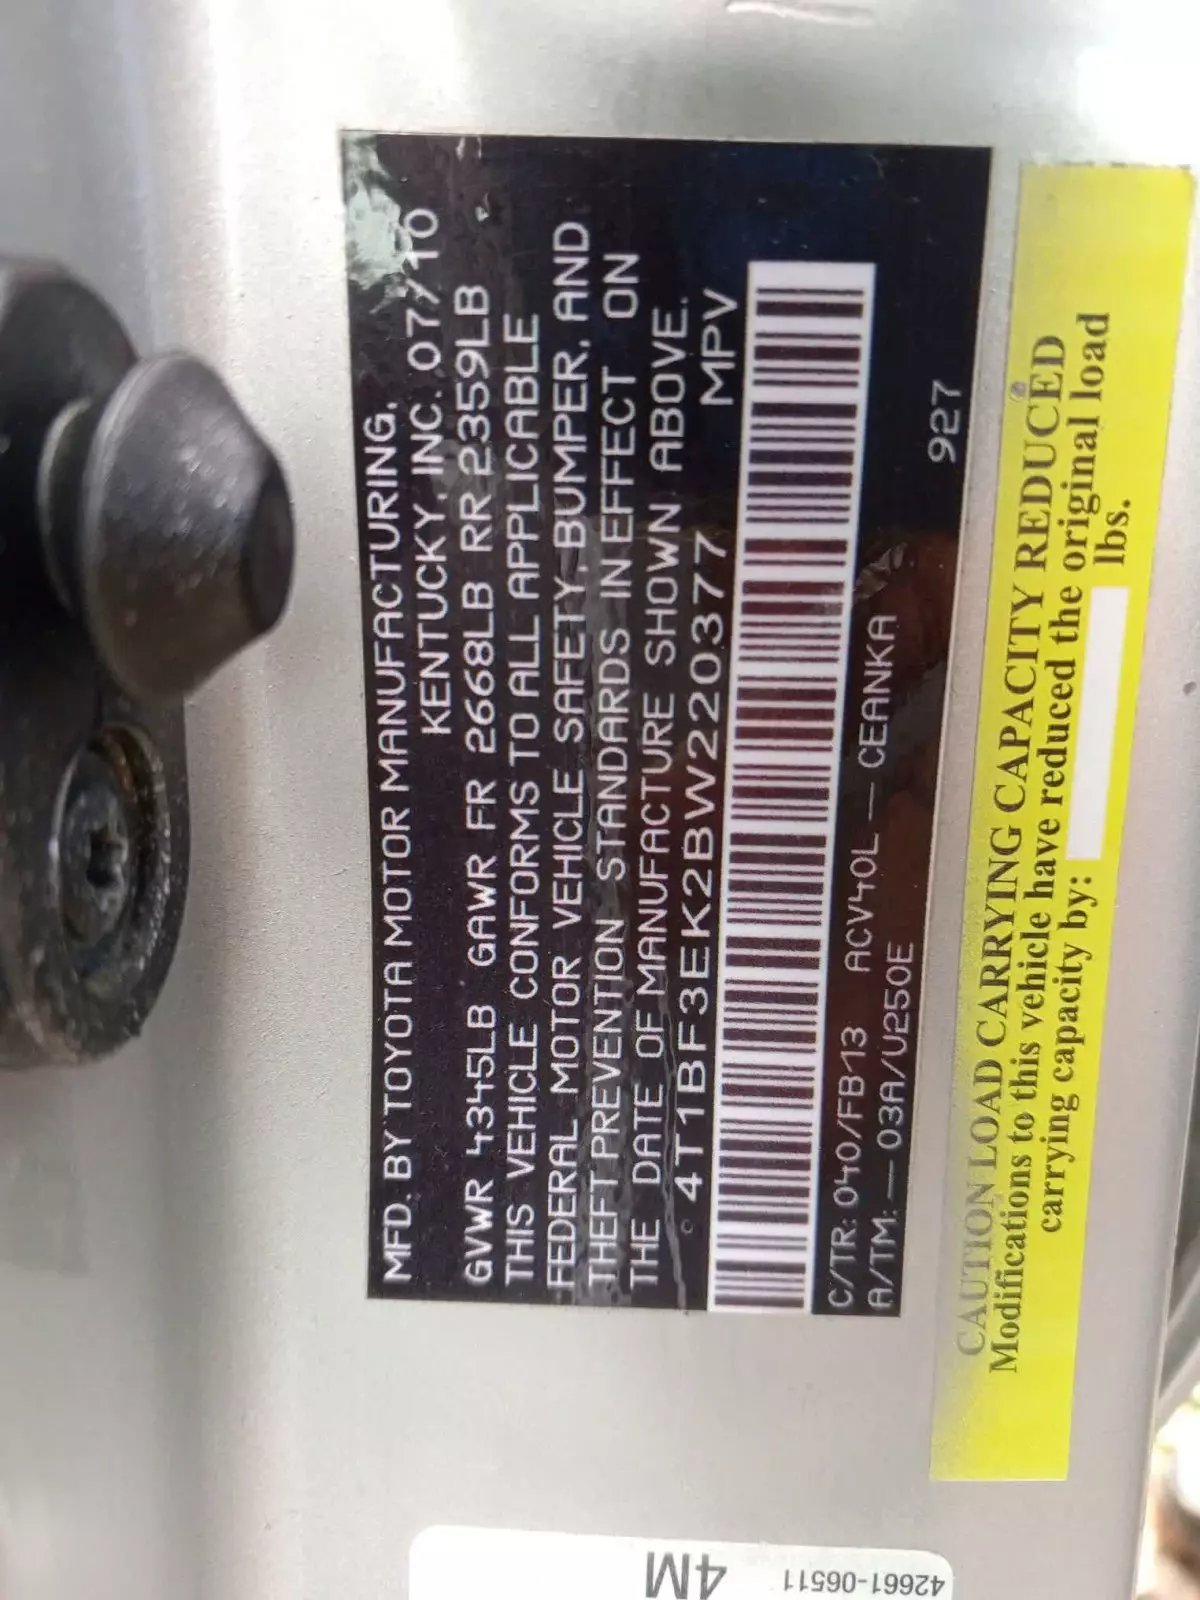 MFD. BY TOYOTA MOTOR MANUFACTURING,
KENTUCKY, INC. 07/10
GVWR 4345LB GAWR FR 2668LB RR 2359LB
THIS VEHICLE CONFORMS TO ALL APPLICABLE
FEDERAL MOTOR VEHICLE SAFETY, BUMPER, AND
THEFT PREVENTION STANDARDS IN EFFECT ON
THE DATE OF MANUFACTURE SHOWN ABOVE.
4T1BF3EK2BW220377 MPV
C/TR: 040/FB13 ACV40L — CEANKA
A/TM: — 03A/U250E
927
CAUTION LOAD CARRYING CAPACITY REDUCED
Modifications to this vehicle have reduced the original load
carrying capacity by: lbs.
4M
42661-06511